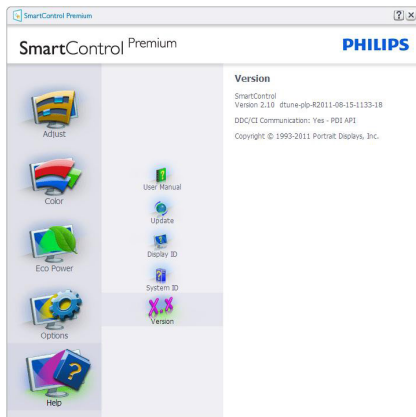 SmartControl Premium
SmartControl Premium
PHILIPS
Adjust
Color
Eco Power
Options
Help
User Manual
Update
Display ID
System ID
X.X
Version
Version
SmartControl
Version 2.10 dtune-plp-R2011-08-15-1133-18
DDC/CI Communication: Yes - PDI API
Copyright © 1993-2011 Portrait Displays, Inc.